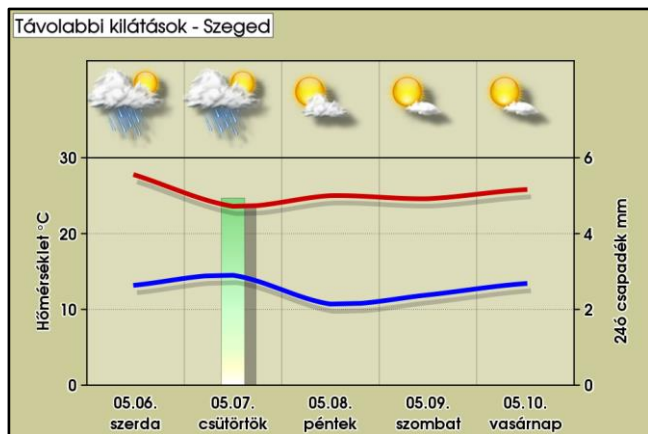 Távolabbi kilátások - Szeged
30
20
10
0
Hőmérséklet °C
6
4
2
0
24ó csapadék mm
05.06. 05.07. 05.08. 05.09. 05.10.
szerda csütörtök péntek szombat vasárnap